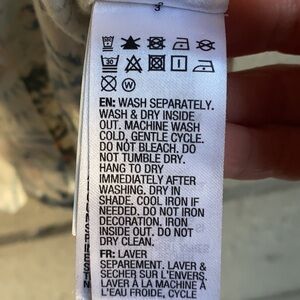 3
30
W
EN: WASH SEPARATELY.
WASH & DRY INSIDE
OUT. MACHINE WASH
COLD, GENTLE CYCLE.
DO NOT BLEACH. DO
NOT TUMBLE DRY.
HANG TO DRY
IMMEDIATELY AFTER
WASHING. DRY IN
SHADE. COOL IRON IF
NEEDED. DO NOT IRON
DECORATION. IRON
INSIDE OUT. DO NOT
DRY CLEAN.
FR: LAVER
SEPAREMENT. LAVER &
SECHER SUR L'ENVERS.
LAVER À LA MACHINE À
L'EAU FROIDE, CYCLE